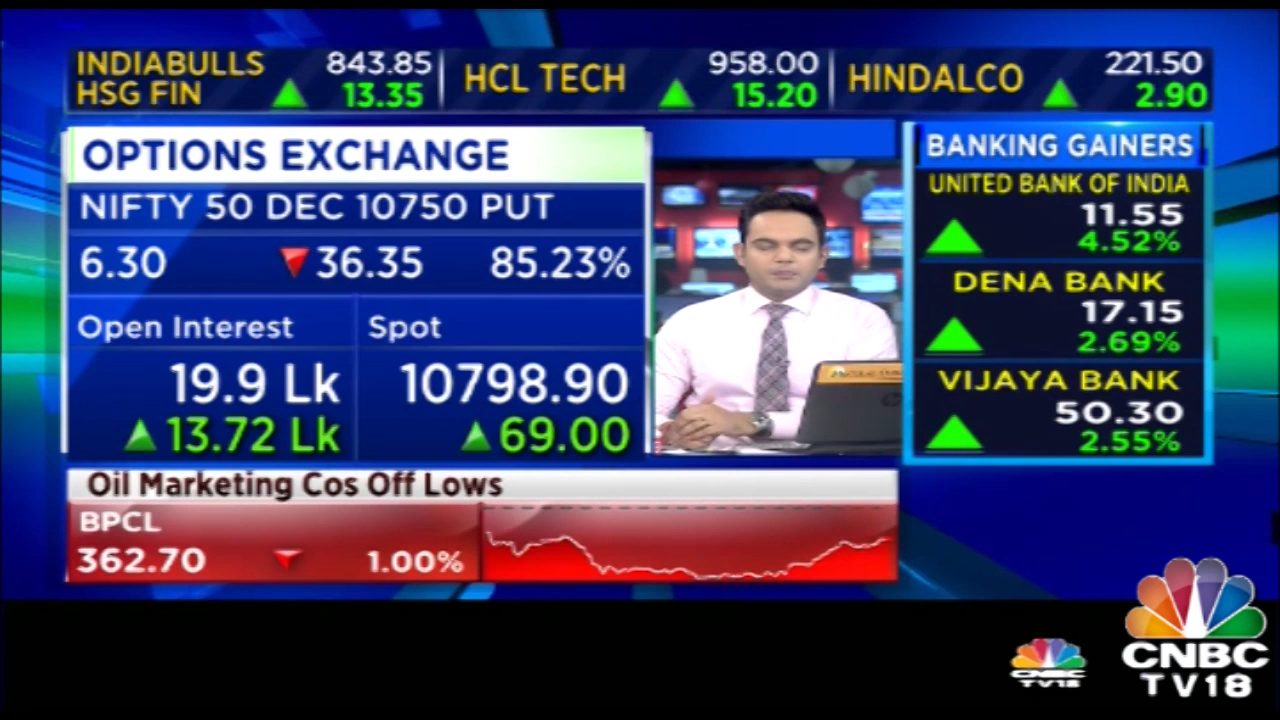 INDIABULLS
HSG FIN
843.85
13.35
HCL TECH
958.00
15.20
HINDALCO
221.50
2.90
OPTIONS EXCHANGE
NIFTY 50 DEC 10750 PUT
6.30 36.35 85.23%
Open Interest
19.9 Lk
13.72 Lk
Spot
10798.90
69.00
BANKING GAINERS
UNITED BANK OF INDIA
11.55
4.52%
DENA BANK
17.15
2.69%
VIJAYA BANK
50.30
2.55%
Oil Marketing Cos Off Lows
BPCL
362.70 1.00%
CNBC
TV18
CNBC
TV18